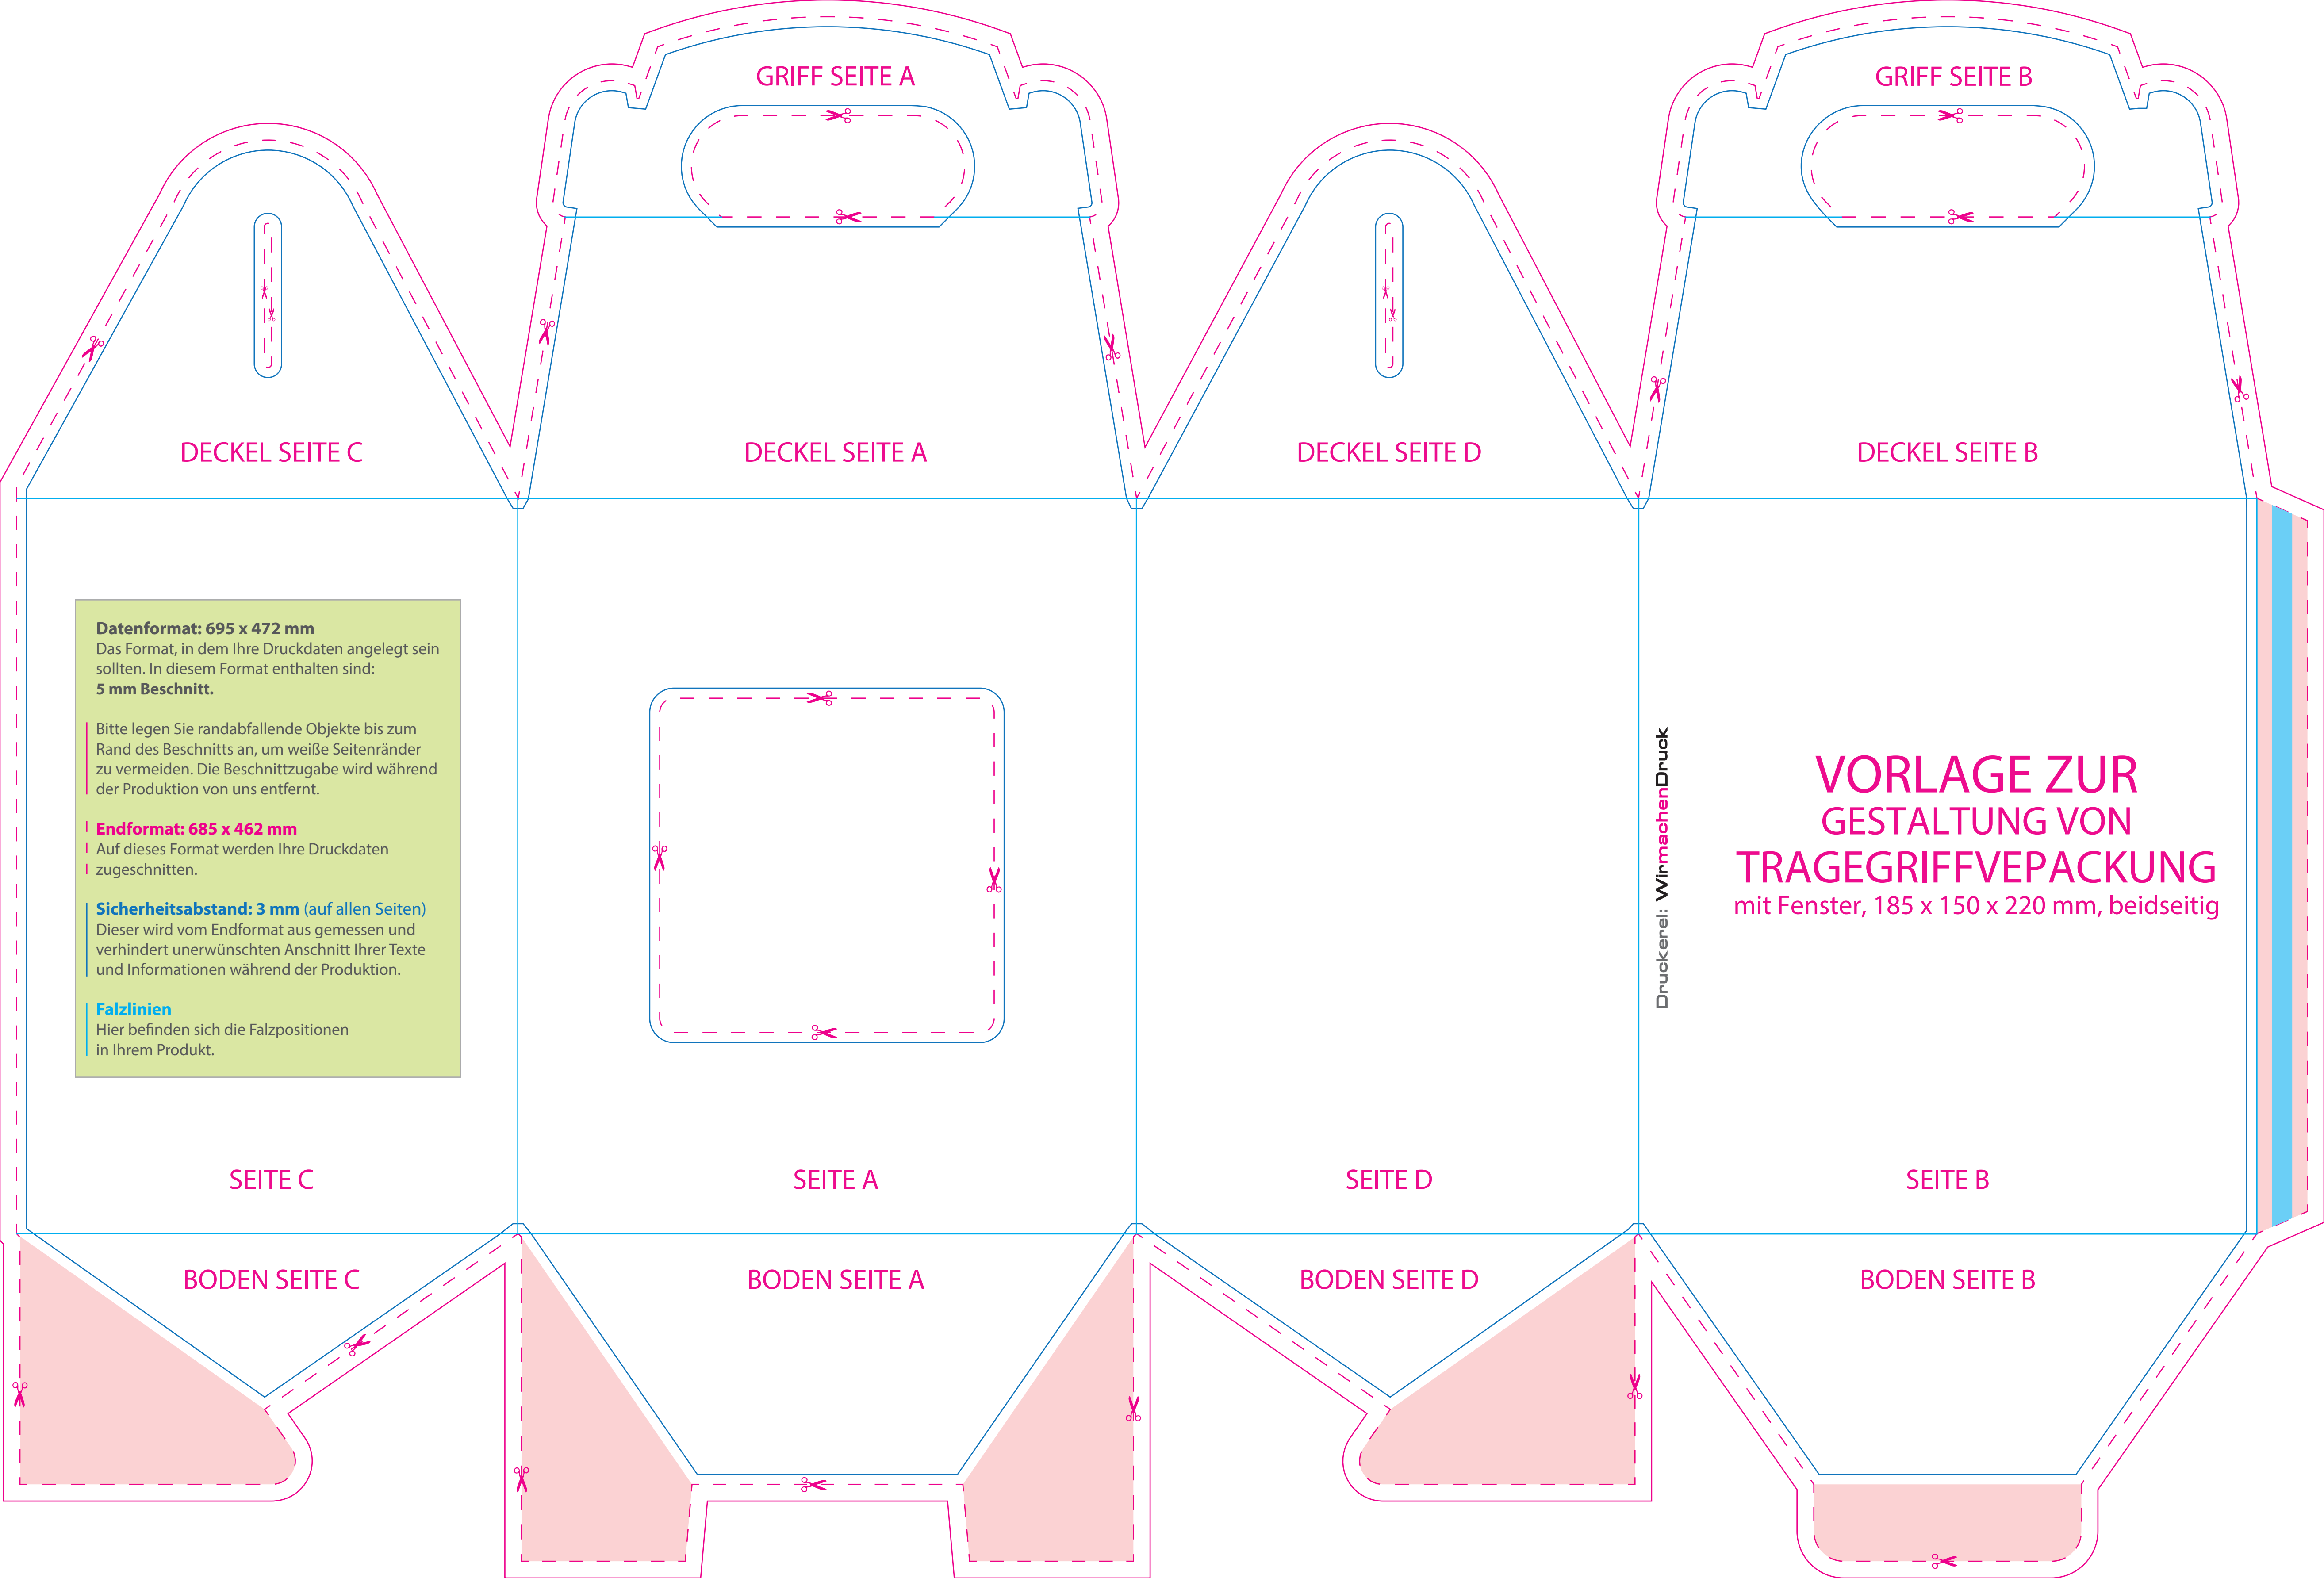 GRIFF SEITE A
GRIFF SEITE B
DECKEL SEITE C
DECKEL SEITE A
DECKEL SEITE D
DECKEL SEITE B
Datenformat: 695 x 472 mm
Das Format, in dem Ihre Druckdaten angelegt sein
sollten. In diesem Format enthalten sind:
5 mm Beschnitt.
Bitte legen Sie randabfallende Objekte bis zum
Rand des Beschnitts an, um weiße Seitenränder
zu vermeiden. Die Beschnittzugabe wird während
der Produktion von uns entfernt.
Endformat: 685 x 462 mm
Auf dieses Format werden Ihre Druckdaten
zugeschnitten.
Sicherheitsabstand: 3 mm (auf allen Seiten)
Dieser wird vom Endformat aus gemessen und
verhindert unerwünschten Anschnitt Ihrer Texte
und Informationen während der Produktion.
Falzlinien
Hier befinden sich die Falzpositionen
in Ihrem Produkt.
Druckerei: WirmachenDruck
VORLAGE ZUR
GESTALTUNG VON
TRAGEGRIFFVEPACKUNG
mit Fenster, 185 x 150 x 220 mm, beidseitig
SEITE C
SEITE A
SEITE D
SEITE B
BODEN SEITE C
BODEN SEITE A
BODEN SEITE D
BODEN SEITE B